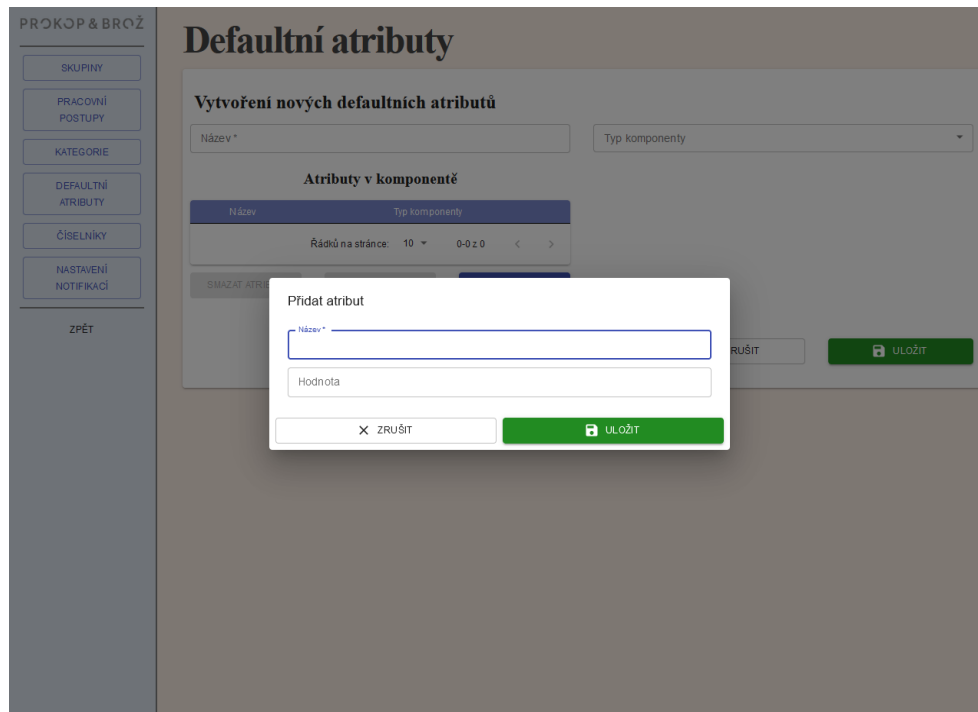 PROKOP & BROŽ
SKUPINY
PRACOVNÍ
POSTUPY
KATEGORIE
DEFAULTNÍ
ATRIBUTY
ČÍSELNÍKY
NASTAVENÍ
NOTIFIKACÍ
ZPĚT
Defaultní atributy
Vytvoření nových defaultních atributů
Název *
Typ komponenty
Atributy v komponentě
Název Typ komponenty
Řádků na stránce: 10 0-0 z 0
SMAZAT
ULOŽIT
Přidat atribut
Název *
Hodnota
ZRUŠIT
ULOŽIT